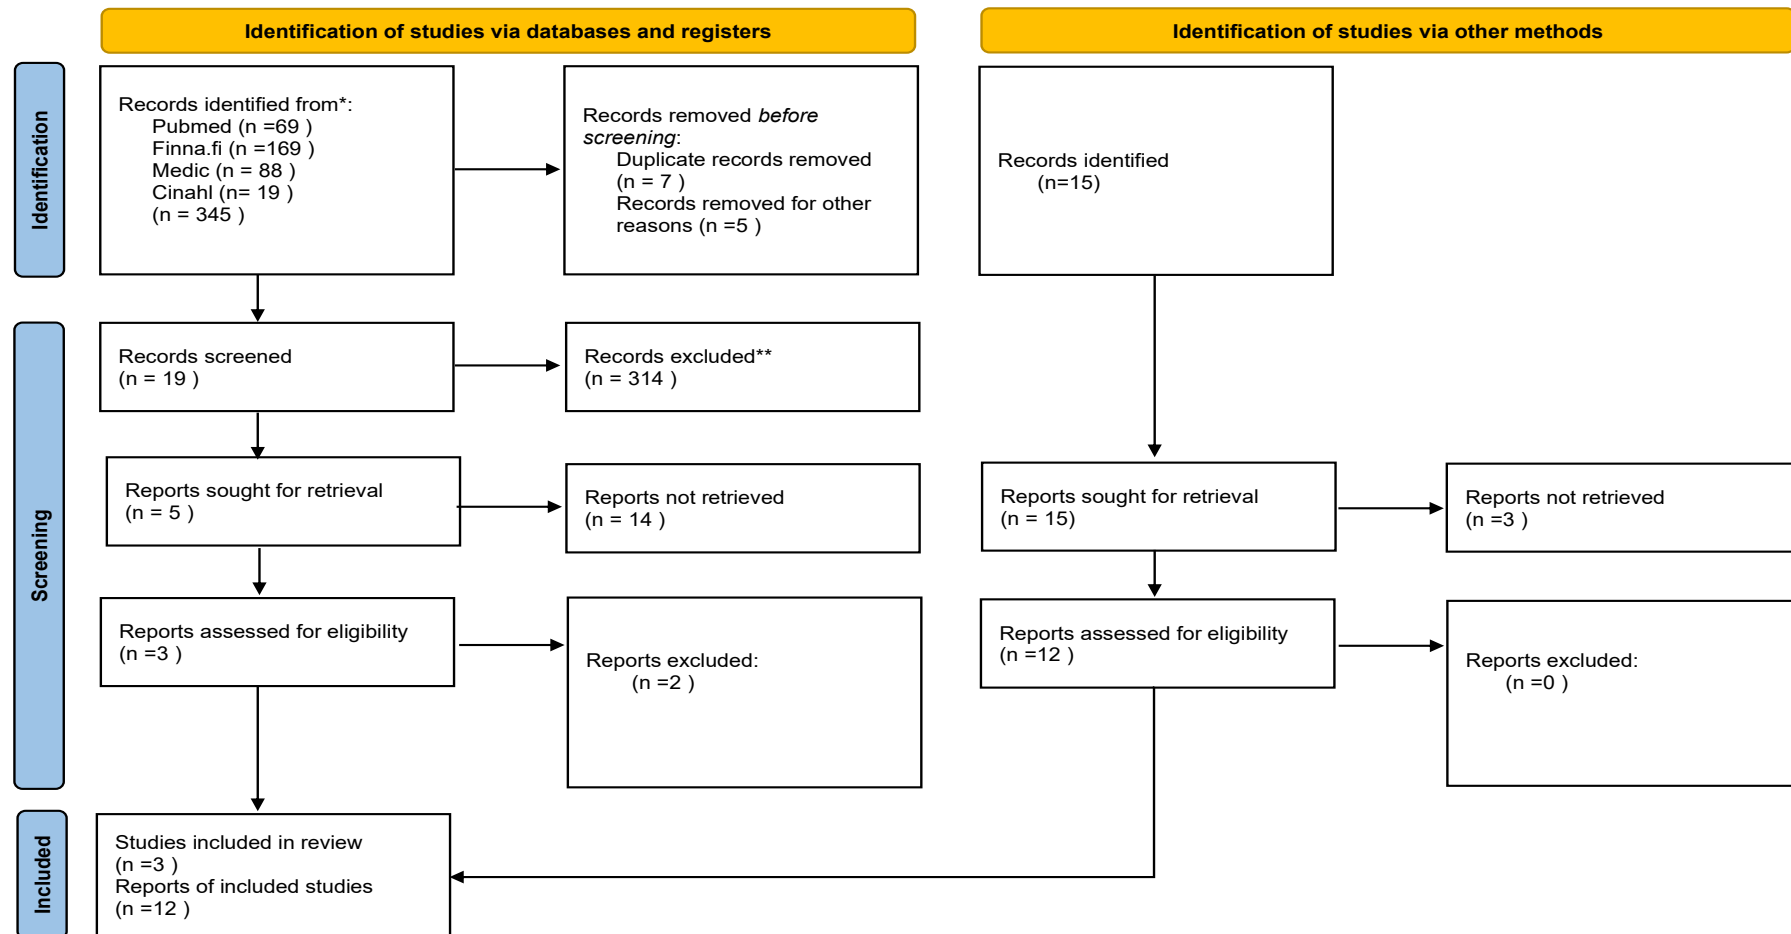 Identification of studies via databases and registers
Identification of studies via other methods
Identification
Records identified from*:
Pubmed (n =69 )
Finna.fi (n =169 )
Medic (n = 88 )
Cinahl (n= 19 )
(n = 345 )
Records removed before
screening:
Duplicate records removed
(n = 7 )
Records removed for other
reasons (n =5 )
Records identified
(n=15)
Screening
Records screened
(n = 19 )
Records excluded**
(n = 314 )
Reports sought for retrieval
(n = 5 )
Reports not retrieved
(n = 14 )
Reports sought for retrieval
(n = 15)
Reports not retrieved
(n =3 )
Reports assessed for eligibility
(n =3 )
Reports excluded:
(n =2 )
Reports assessed for eligibility
(n =12 )
Reports excluded:
(n =0 )
Included
Studies included in review
(n =3 )
Reports of included studies
(n =12 )